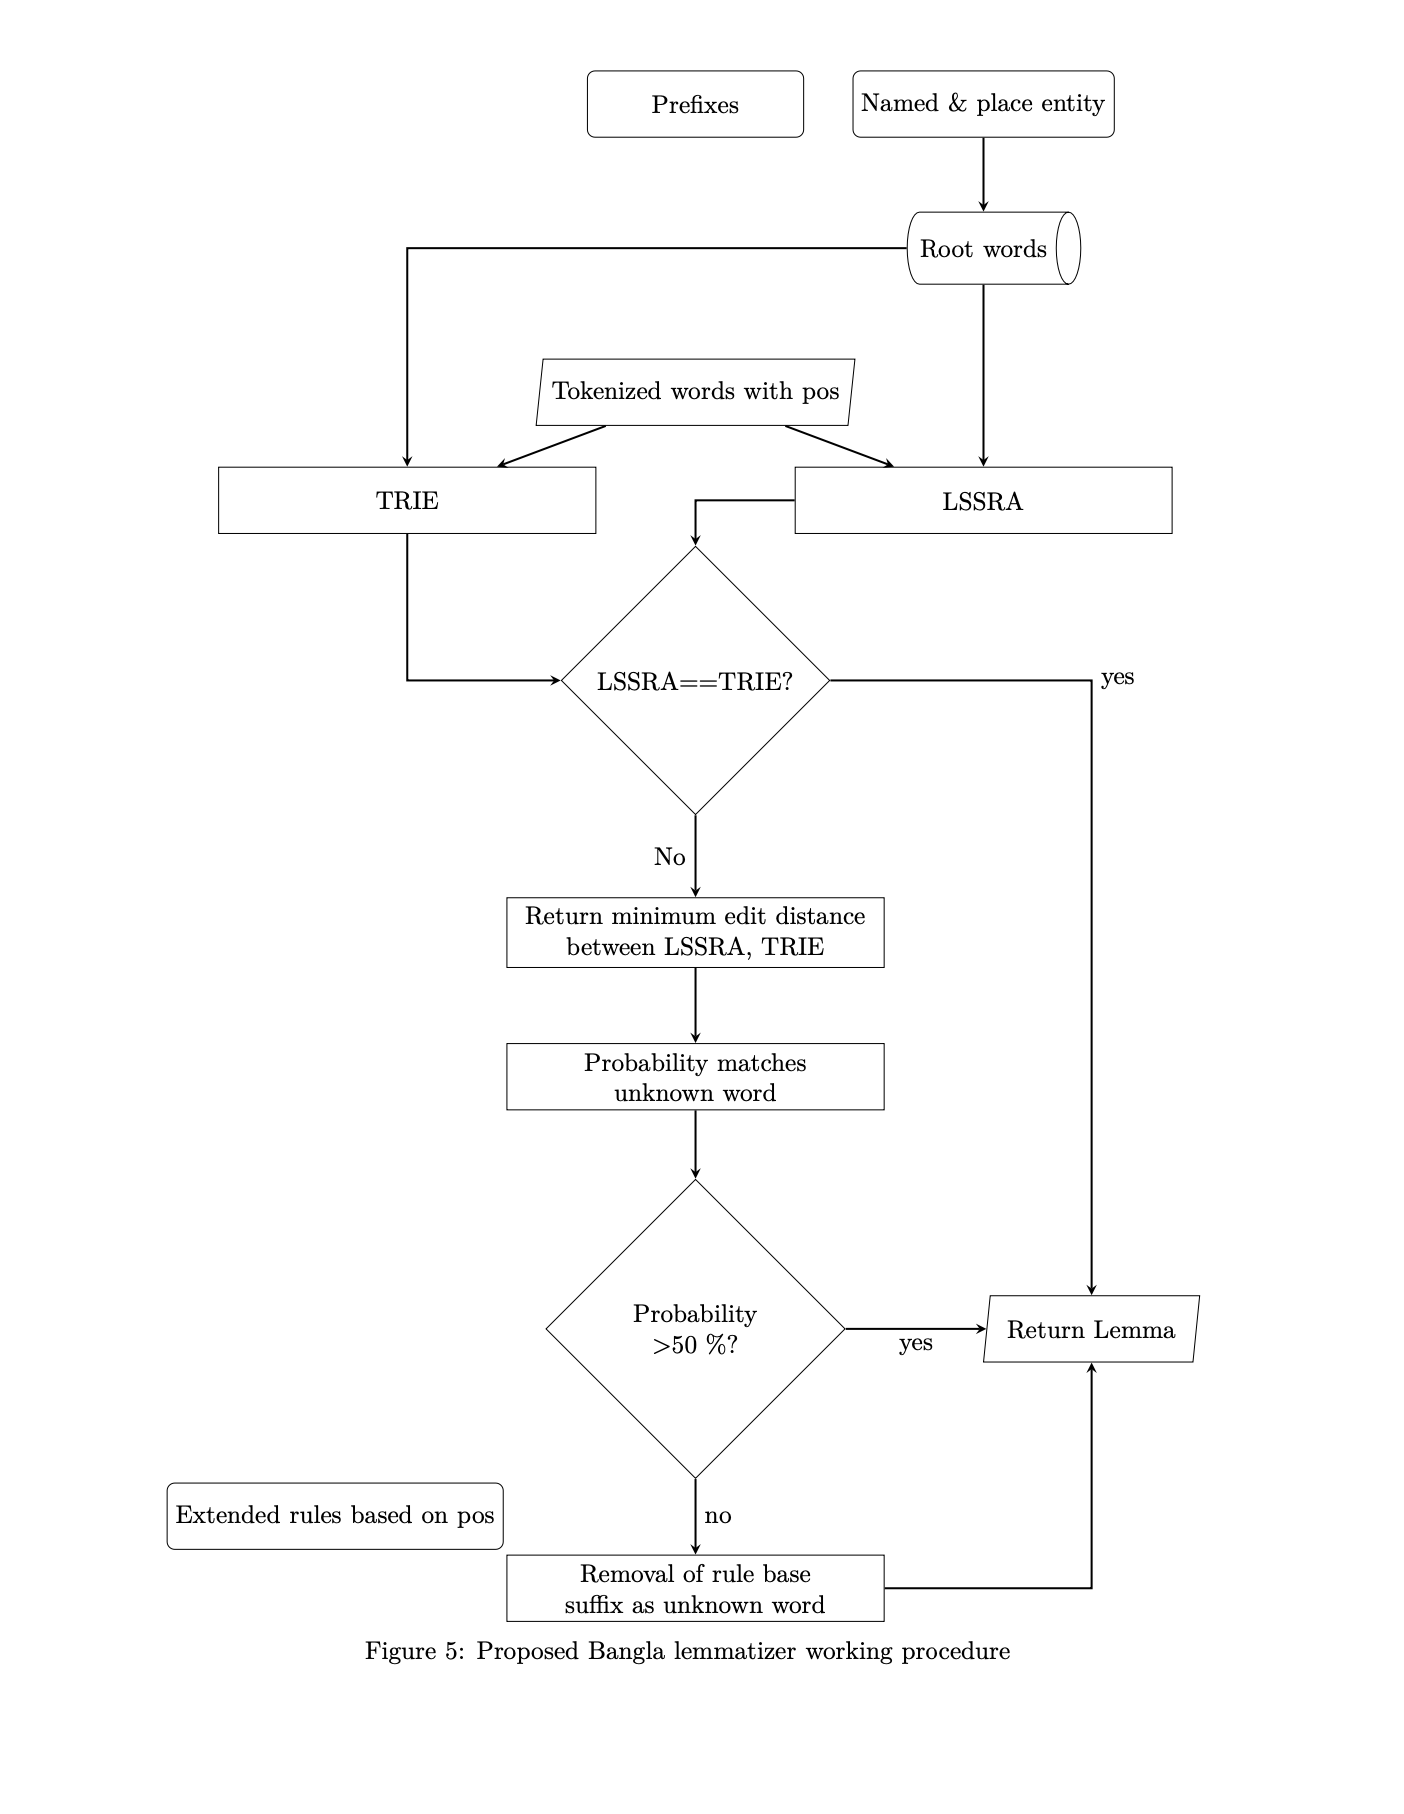 Prefixes
Named & place entity
Root words
Tokenized words with pos
TRIE
LSSRA
LSSRA==TRIE?
yes
No
Return minimum edit distance
between LSSRA, TRIE
Probability matches
unknown word
Probability
>50 %?
yes
Return Lemma
Extended rules based on pos
no
Removal of rule base
suffix as unknown word
Figure 5: Proposed Bangla lemmatizer working procedure